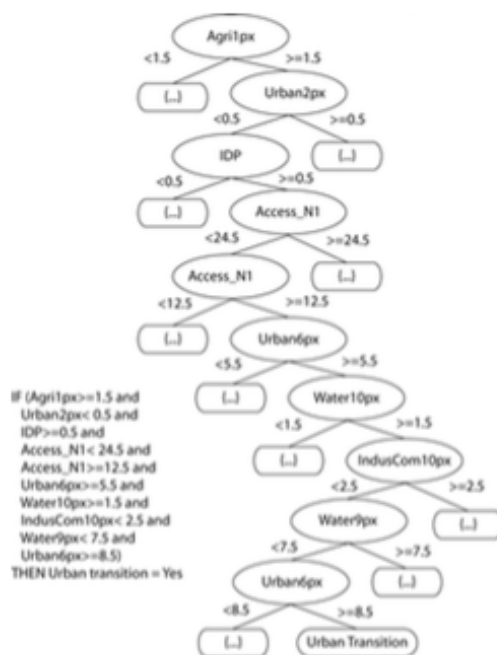 Agri1px
<1.5 >=1.5
(...) Urban2px
<0.5 >=0.5
IDP (...)
<0.5 >=0.5
(...) Access_N1
<24.5 >=24.5
Access_N1 (...)
<12.5 >=12.5
(...) Urban6px
<5.5 >=5.5
(...) Water10px
<1.5 >=1.5
(...) IndusCom10px
<2.5 >=2.5
Water9px (...)
<7.5 >=7.5
Urban6px (...)
<8.5 >=8.5
(...) Urban Transition
IF (Agri1px>=1.5 and
Urban2px< 0.5 and
IDP>=0.5 and
Access_N1< 24.5 and
Access_N1>=12.5 and
Urban6px>=5.5 and
Water10px>=1.5 and
IndusCom10px< 2.5 and
Water9px< 7.5 and
Urban6px>=8.5)
THEN Urban transition = Yes